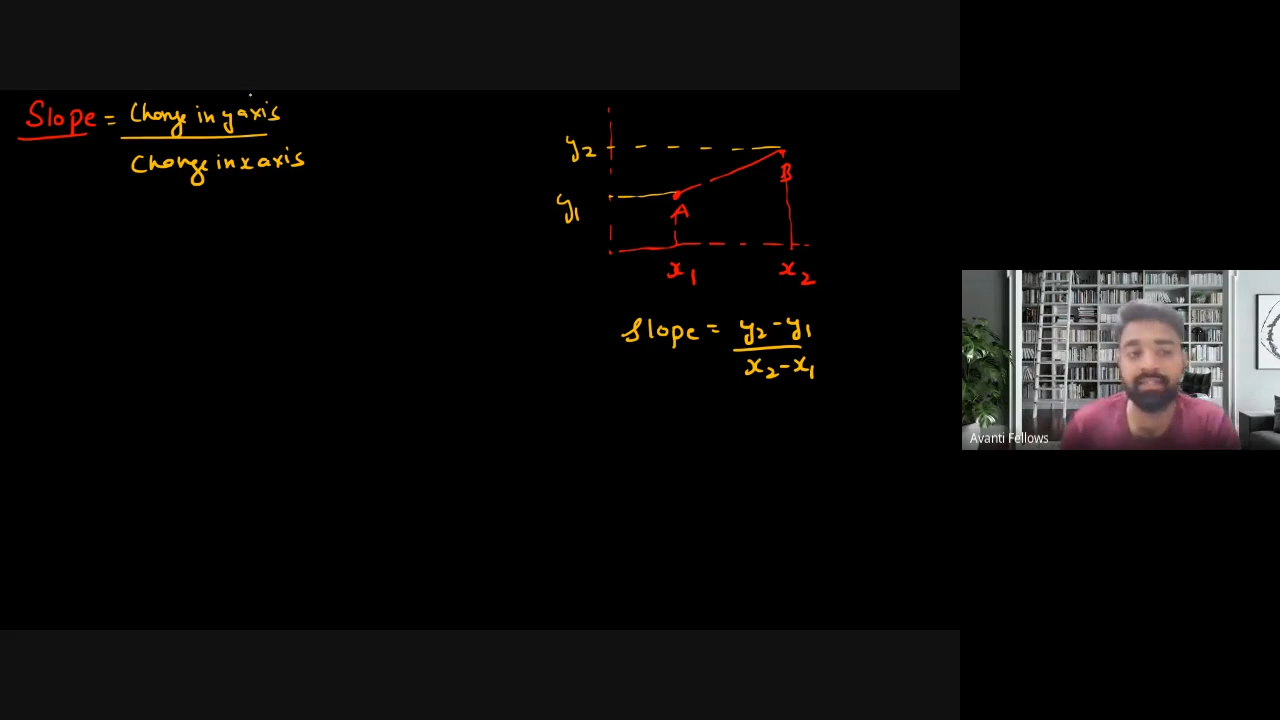 Slope = Change in y axis
Change in x axis
y2
B
y1
A
x1 x2
Slope = y2-y1
x2-x1
Avanti Fellows